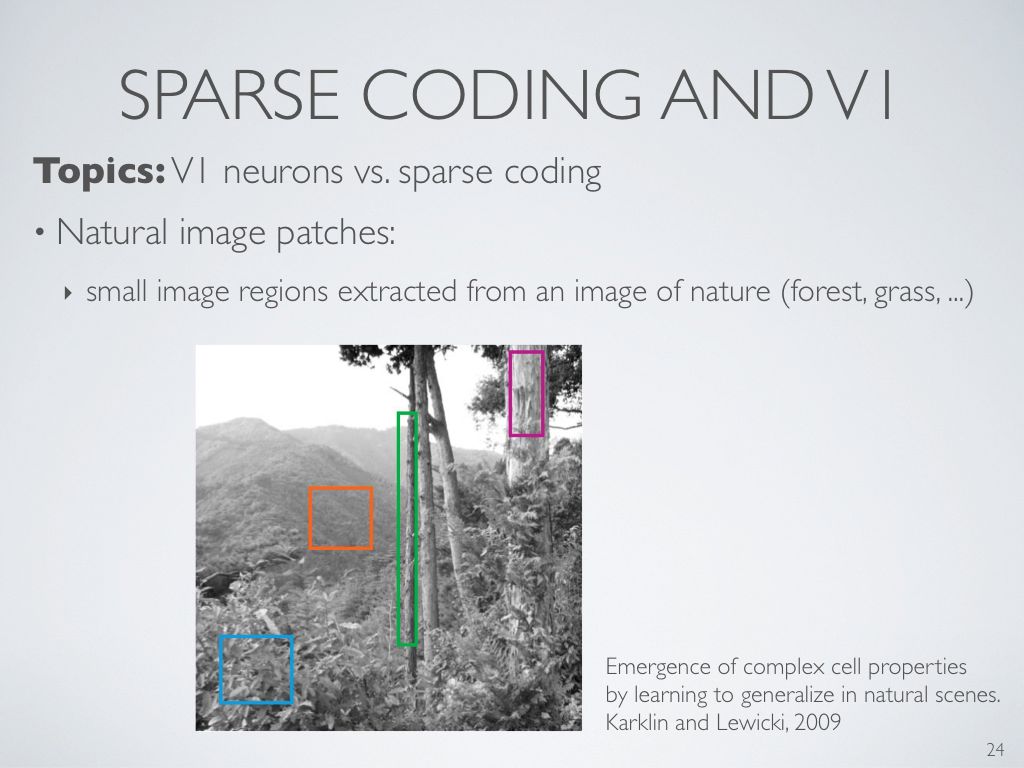 SPARSE CODING AND V1
Topics: V1 neurons vs. sparse coding
• Natural image patches:
‣ small image regions extracted from an image of nature (forest, grass, ...)
Emergence of complex cell properties
by learning to generalize in natural scenes.
Karklin and Lewicki, 2009
24